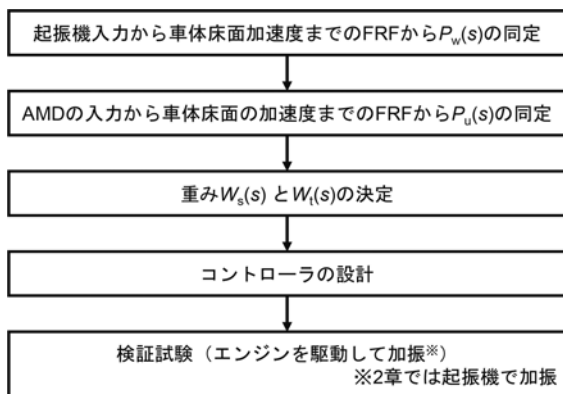 起振機入力から車体床面加速度までのFRFからPw(s)の同定
AMDの入力から車体床面の加速度までのFRFからPu(s)の同定
重みWs(s) とWt(s)の決定
コントローラの設計
検証試験（エンジンを駆動して加振※）
※2章では起振機で加振